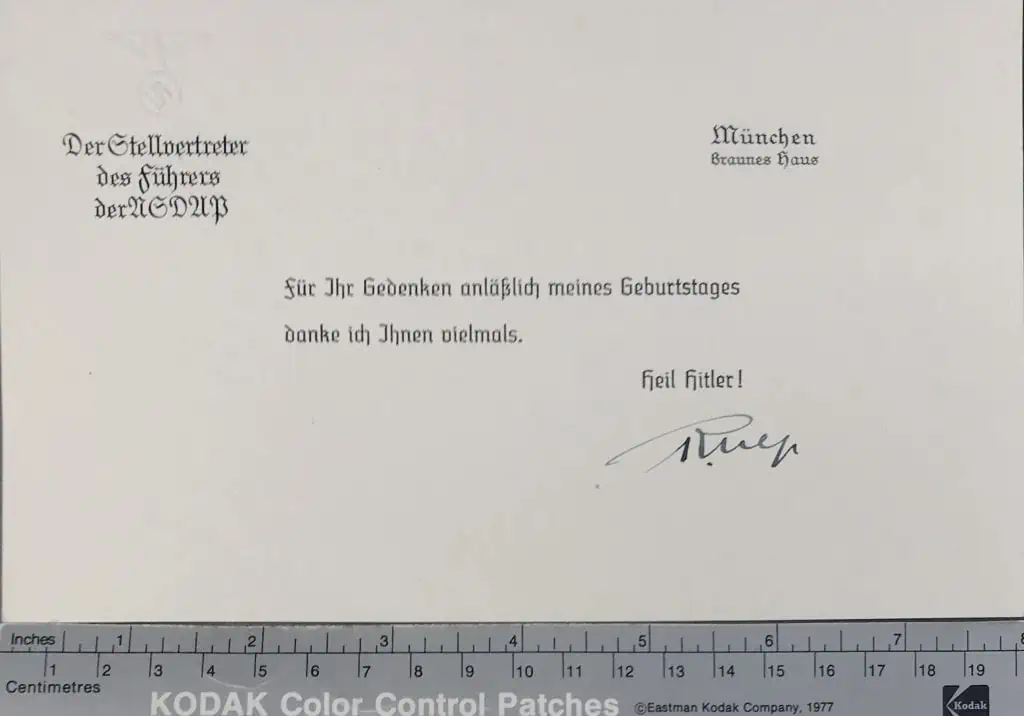 Der Stellvertreter
des Führers
der NSDAP
München
Braunes Haus
Für Ihr Gedenken anläßlich meines Geburtstages
danke ich Ihnen vielmals.
Heil Hitler!
Inches 1 2 3 4 5 6 7 8
1 2 3 4 5 6 7 8 9 10 11 12 13 14 15 16 17 18 19
Centimetres
KODAK Color Control Patches ©Eastman Kodak Company, 1977 Kodak